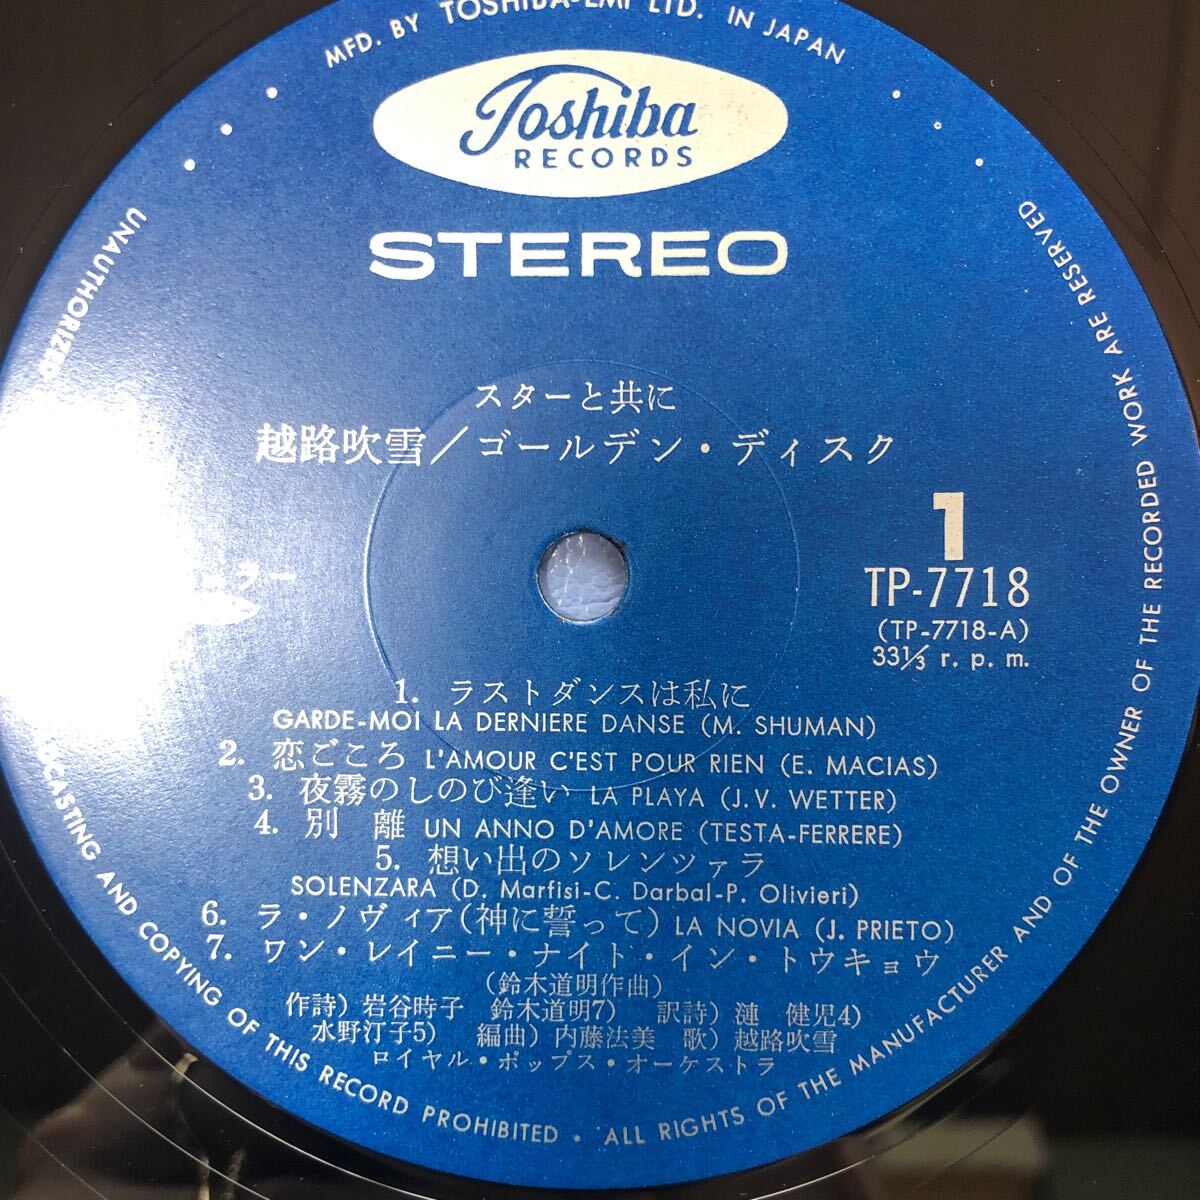 MFD. BY TOSHIBA-EMI LTD. IN JAPAN
Toshiba
RECORDS
STEREO
スターと共に
越路吹雪/ゴールデン・ディスク
1
TP-7718
(TP-7718-A)
33⅓ r. p. m.
1. ラストダンスは私に
GARDE-MOI LA DERNIERE DANSE (M. SHUMAN)
2. 恋ごころ L'AMOUR C'EST POUR RIEN (E. MACIAS)
3. 夜霧のしのび逢い LA PLAYA (J.V. WETTER)
4. 別 離 UN ANNO D'AMORE (TESTA-FERRERE)
5. 想い出のソレンツァラ
SOLENZARA (D. Marfisi-C. Darbal-P. Olivieri)
6. ラ・ノヴィア(神に誓って) LA NOVIA (J. PRIETO)
7. ワン・レイニー・ナイト・イン・トウキョウ
(鈴木道明作曲)
作詩) 岩谷時子 鈴木道明7) 訳詩) 漣 健児4)
水野汀子5) 編曲) 内藤法美 歌) 越路吹雪
ロイヤル・ポップス・オーケストラ
UNAUTHORIZED
AND COPYING OF THIS RECORD PROHIBITED • ALL RIGHTS OF THE MANUFACTURER AND OF THE OWNER OF THE RECORDED WORK ARE RESERVED